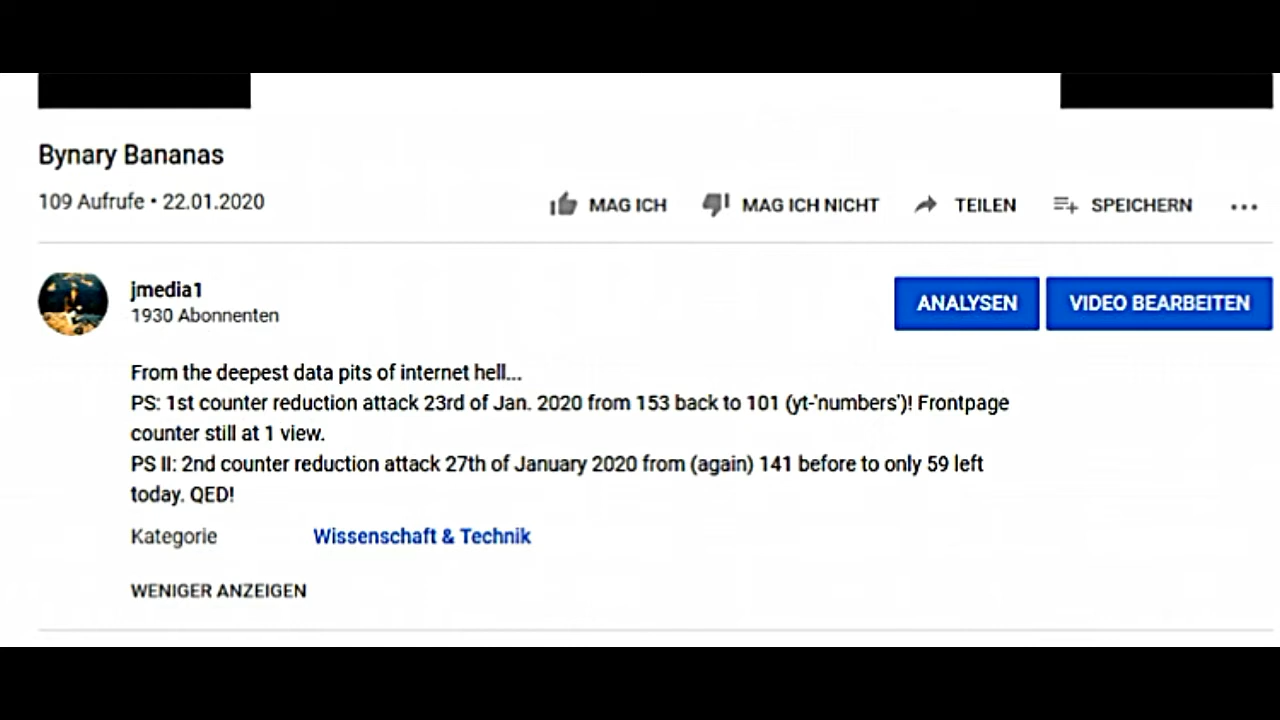 Bynary Bananas
109 Aufrufe • 22.01.2020
MAG ICH
MAG ICH NICHT
TEILEN
SPEICHERN
jmedia1
1930 Abonnenten
ANALYSEN
VIDEO BEARBEITEN
From the deepest data pits of internet hell...
PS: 1st counter reduction attack 23rd of Jan. 2020 from 153 back to 101 (yt-'numbers')! Frontpage
counter still at 1 view.
PS II: 2nd counter reduction attack 27th of January 2020 from (again) 141 before to only 59 left
today. QED!
Kategorie
Wissenschaft & Technik
WENIGER ANZEIGEN